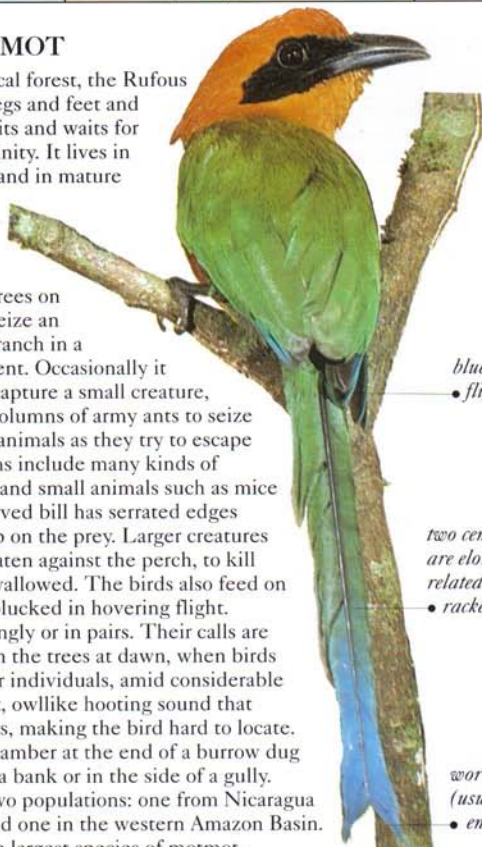 MOT
cal forest, the Rufous
egs and feet and
its and waits for
nity. It lives in
and in mature
rees on
eize an
ranch in a
ent. Occasionally it
apture a small creature,
olumns of army ants to seize
animals as they try to escape
ns include many kinds of
and small animals such as mice
ved bill has serrated edges
p on the prey. Larger creatures
aten against the perch, to kill
wallowed. The birds also feed on
plucked in hovering flight.
ngly or in pairs. Their calls are
n the trees at dawn, when birds
r individuals, amid considerable
t, owllike hooting sound that
s, making the bird hard to locate.
amber at the end of a burrow dug
a bank or in the side of a gully.
wo populations: one from Nicaragua
d one in the western Amazon Basin.
largest species of motmot
blue
fli
two cen
are elon
related
racke
wor
(usu
en